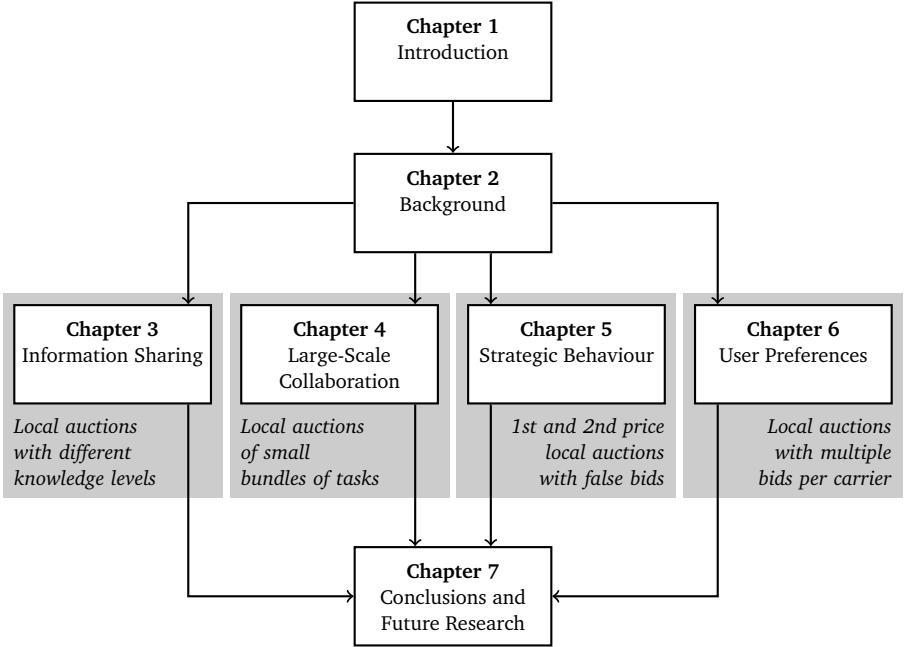 Chapter 1
Introduction
Chapter 2
Background
Chapter 3
Information Sharing
Local auctions
with different
knowledge levels
Chapter 4
Large-Scale
Collaboration
Local auctions
of small
bundles of tasks
Chapter 5
Strategic Behaviour
1st and 2nd price
local auctions
with false bids
Chapter 6
User Preferences
Local auctions
with multiple
bids per carrier
Chapter 7
Conclusions and
Future Research